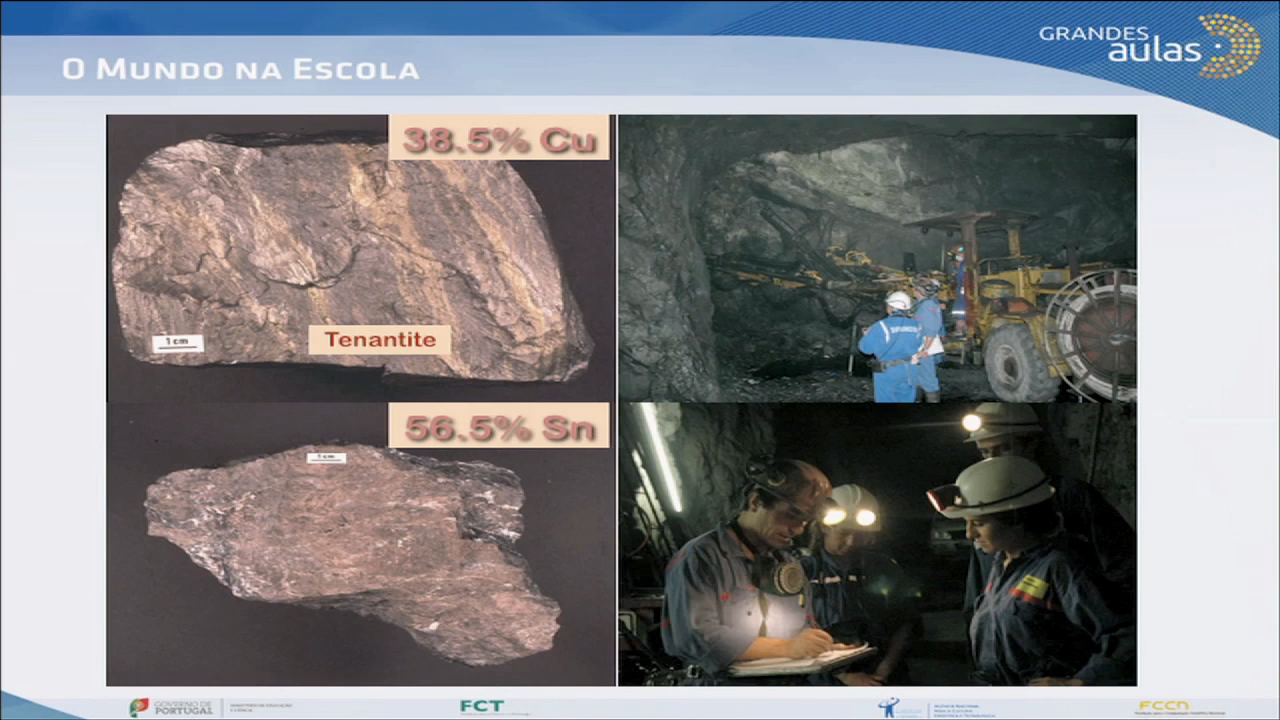 O MUNDO NA ESCOLA
GRANDES
aulas
38.5% Cu
1 cm
Tenantite
56.5% Sn
1 cm
GOVERNO DE
PORTUGAL
FCT
FCCN